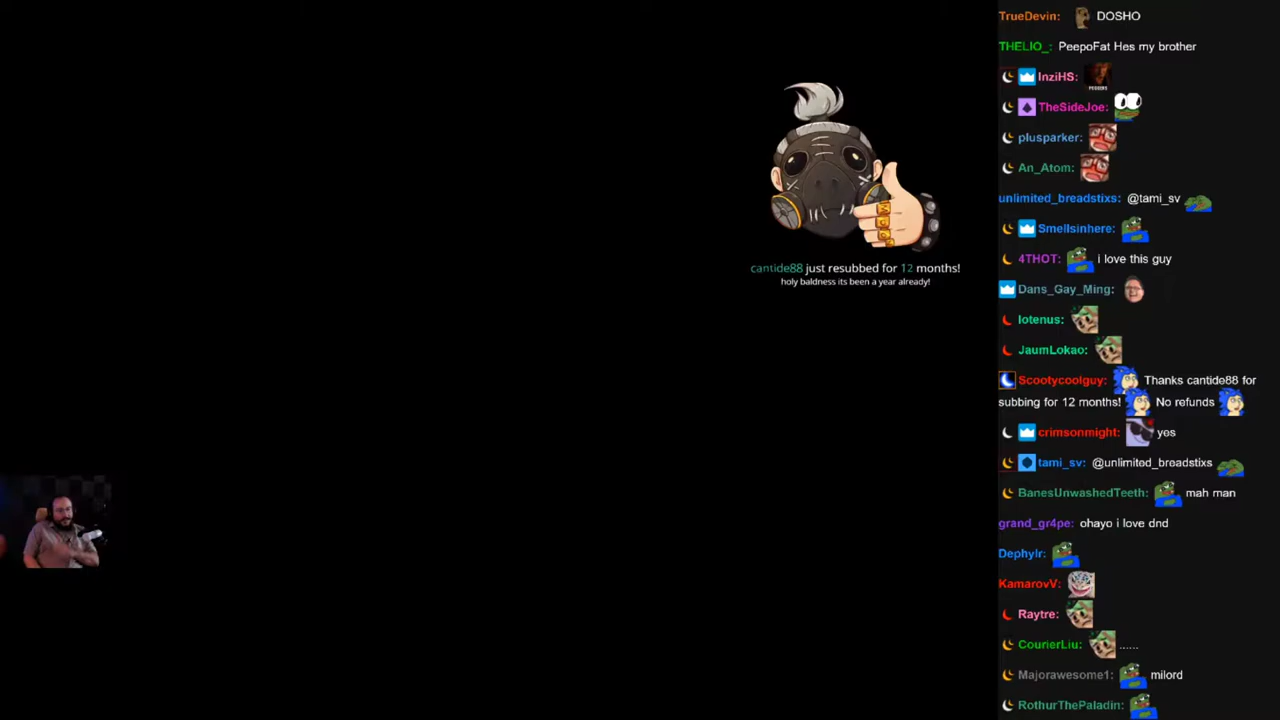 cantide88 just resubbed for 12 months!
holy baldness its been a year already!
TrueDevin: DOSHO
THELIO_: PeepoFat Hes my brother
InziHS:
TheSideJoe:
plusparker:
An_Atom:
unlimited_breadstixs: @tami_sv
Smellsinhere:
4THOT: i love this guy
Dans_Gay_Ming:
lotenus:
JaumLokao:
Scootycoolguy: Thanks cantide88 for
subbing for 12 months! No refunds
crimsonmight: yes
tami_sv: @unlimited_breadstixs
BanesUnwashedTeeth: mah man
grand_gr4pe: ohayo i love dnd
Dephylr:
KamarovV:
Raytre:
CourierLiu: ......
Majorawesome1: milord
RothurThePaladin: